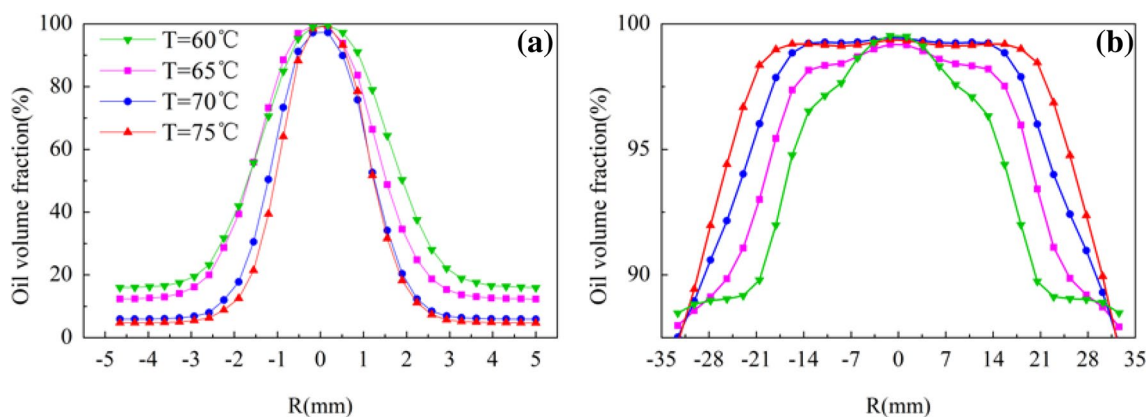 (a)
T=60℃
T=65℃
T=70℃
T=75℃
Oil volume fraction(%)
100
80
60
40
20
0
-5 -4 -3 -2 -1 0 1 2 3 4 5
R(mm)
(b)
Oil volume fraction(%)
100
95
90
-35 -28 -21 -14 -7 0 7 14 21 28 35
R(mm)